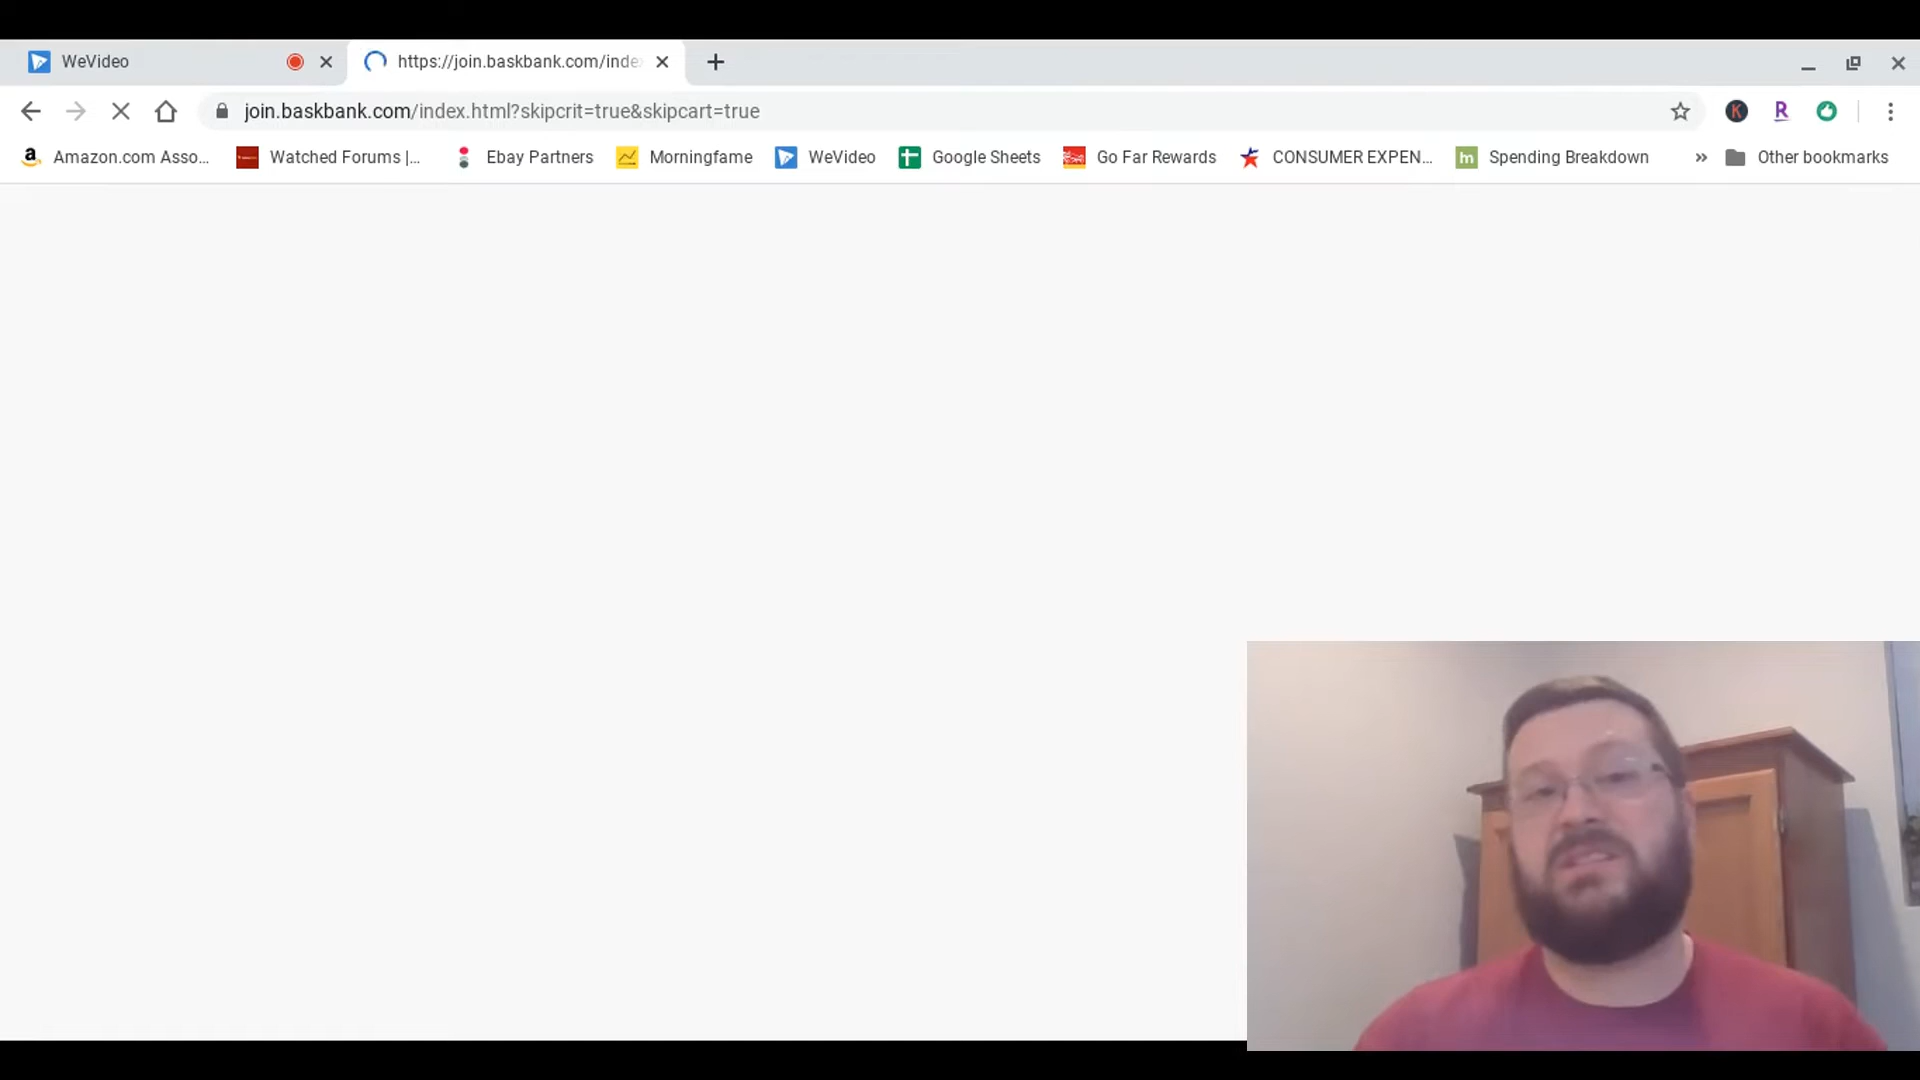 WeVideo
https://join.baskbank.com/inde
join.baskbank.com/index.html?skipcrit=true&skipcart=true
K
R
a
Amazon.com Asso...
Watched Forums |...
Ebay Partners
Morningfame
WeVideo
Google Sheets
Go Far Rewards
CONSUMER EXPEN...
hm
Spending Breakdown
»
Other bookmarks